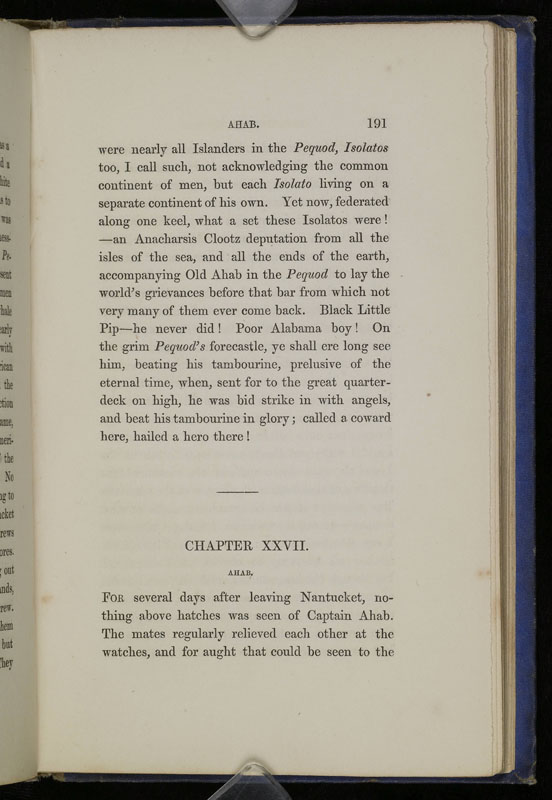 AHAB. 191
were nearly all Islanders in the Pequod, Isolatos
too, I call such, not acknowledging the common
continent of men, but each Isolato living on a
separate continent of his own. Yet now, federated
along one keel, what a set these Isolatos were !
—an Anacharsis Clootz deputation from all the
isles of the sea, and all the ends of the earth,
accompanying Old Ahab in the Pequod to lay the
world's grievances before that bar from which not
very many of them ever come back. Black Little
Pip—he never did ! Poor Alabama boy ! On
the grim Pequod's forecastle, ye shall ere long see
him, beating his tambourine, prelusive of the
eternal time, when, sent for to the great quarter-
deck on high, he was bid strike in with angels,
and beat his tambourine in glory ; called a coward
here, hailed a hero there !
CHAPTER XXVII.
AHAB.
FOR several days after leaving Nantucket, no-
thing above hatches was seen of Captain Ahab.
The mates regularly relieved each other at the
watches, and for aught that could be seen to the